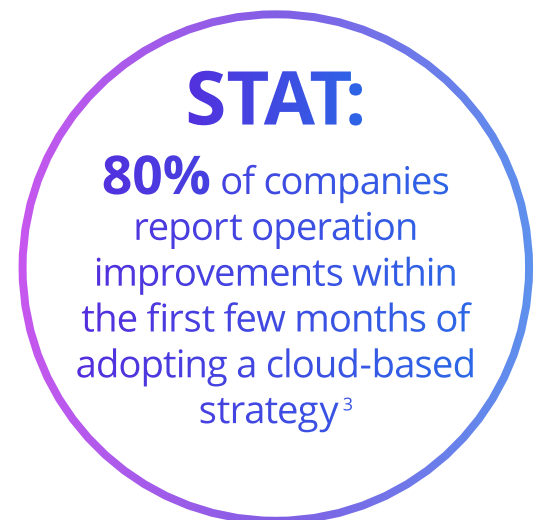 STAT:
80% of companies
report operation
improvements within
the first few months of
adopting a cloud-based
strategy ³